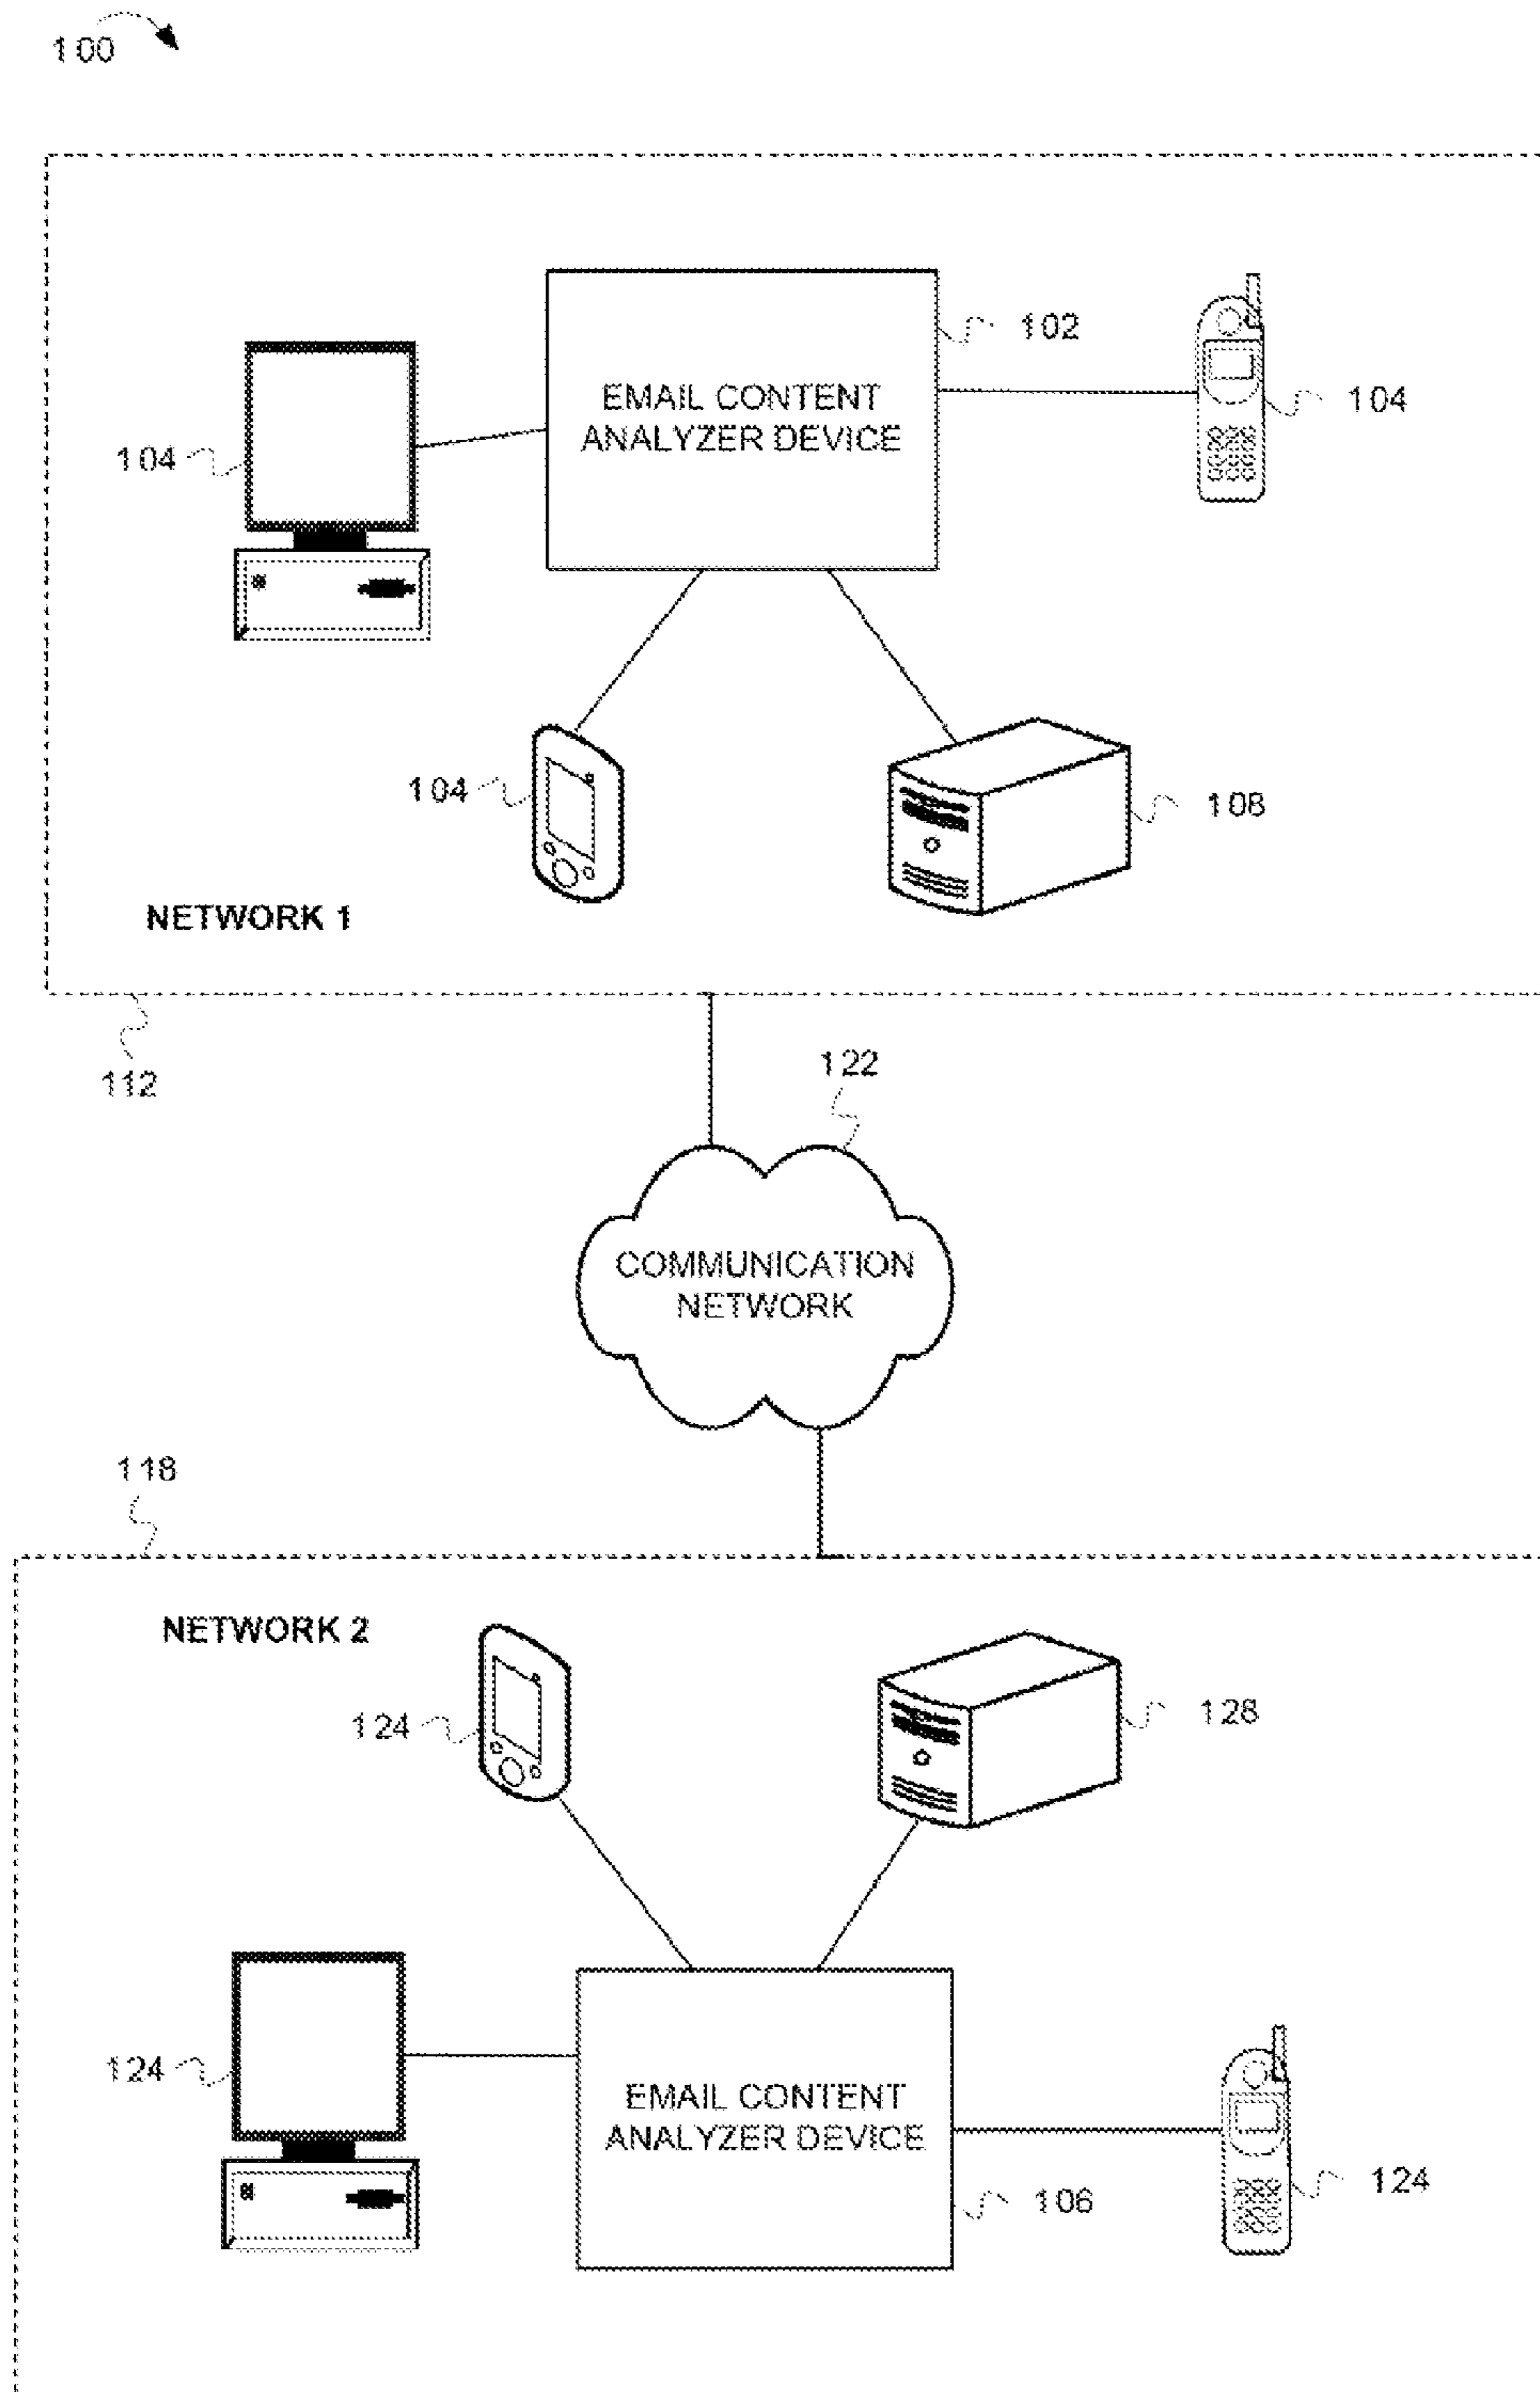 100
102
EMAIL CONTENT
ANALYZER DEVICE
104
104
104
108
NETWORK 1
112
122
COMMUNICATION
NETWORK
118
NETWORK 2
124
128
124
EMAIL CONTENT
ANALYZER DEVICE
106
124